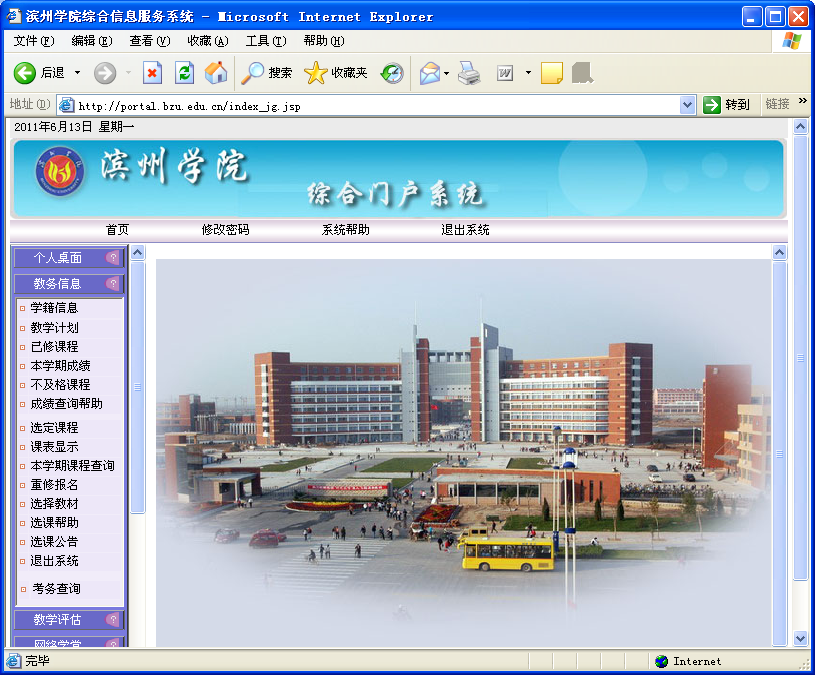 滨州学院综合信息服务系统 - Microsoft Internet Explorer
文件(F) 编辑(E) 查看(V) 收藏(A) 工具(T) 帮助(H)
后退 搜索 收藏夹
地址(D) http://portal.bzu.edu.cn/index_jg.jsp 转到 链接 »
2011年6月13日 星期一
滨州学院
综合门户系统
首页 修改密码 系统帮助 退出系统
个人桌面
教务信息
学籍信息
教学计划
已修课程
本学期成绩
不及格课程
成绩查询帮助
选定课程
课表显示
本学期课程查询
重修报名
选择教材
选课帮助
选课公告
退出系统
考务查询
教学评估
网络学堂
完毕 Internet